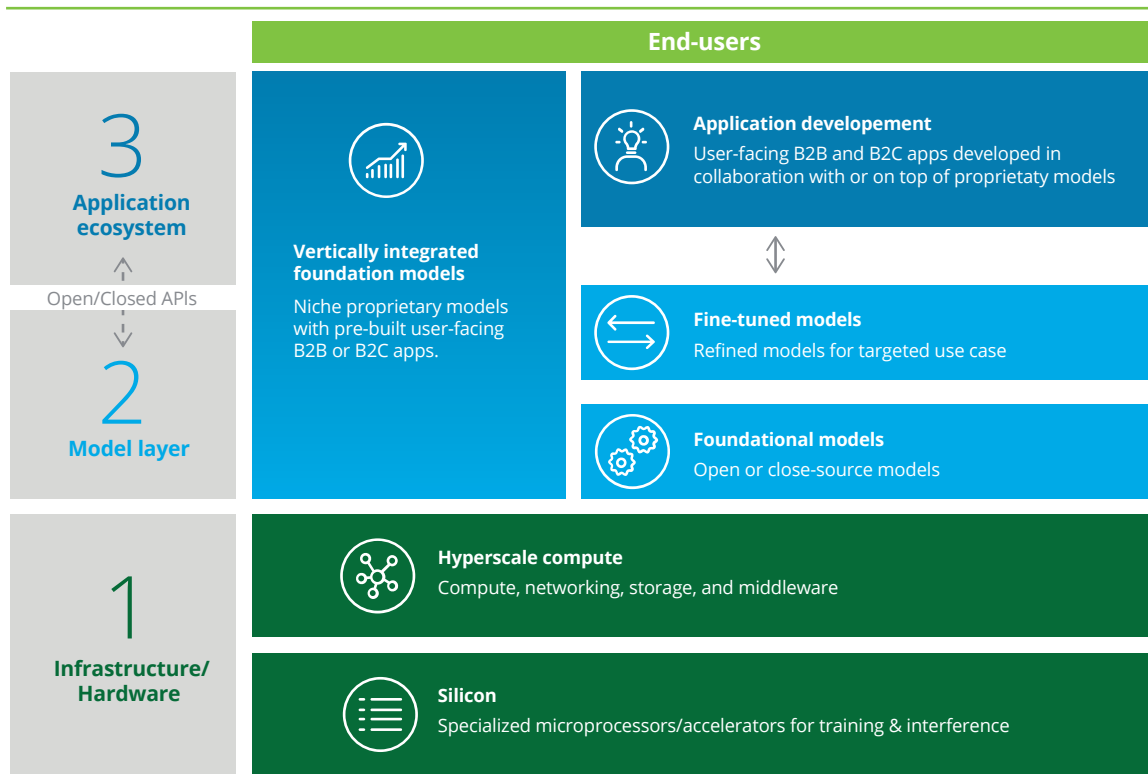 End-users
3
Application
ecosystem
Open/Closed APIs
2
Model layer
Vertically integrated
foundation models
Niche proprietary models
with pre-built user-facing
B2B or B2C apps.
Application developement
User-facing B2B and B2C apps developed in
collaboration with or on top of proprietaty models
Fine-tuned models
Refined models for targeted use case
Foundational models
Open or close-source models
1
Infrastructure/
Hardware
Hyperscale compute
Compute, networking, storage, and middleware
Silicon
Specialized microprocessors/accelerators for training & interference